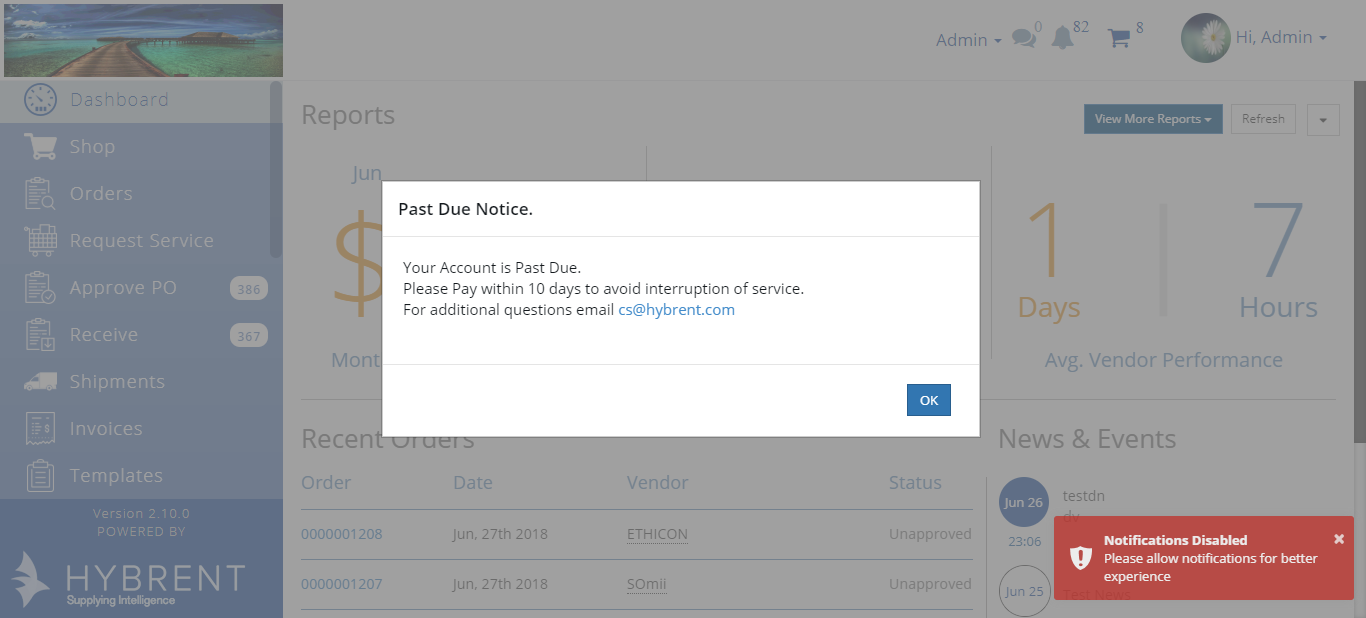 Admin
0
82
8
Hi, Admin
Dashboard
Shop
Orders
Request Service
Approve PO
386
Receive
367
Shipments
Invoices
Templates
Version 2.10.0
POWERED BY
HYBRENT
Supplying Intelligence
Reports
View More Reports
Refresh
Jun
$
Mont
1
Days
7
Hours
Avg. Vendor Performance
Past Due Notice.
Your Account is Past Due.
Please Pay within 10 days to avoid interruption of service.
For additional questions email cs@hybrent.com
OK
Recent Orders
Order Date Vendor Status
0000001208 Jun, 27th 2018 ETHICON Unapproved
0000001207 Jun, 27th 2018 SOmii Unapproved
News & Events
Jun 26
23:06
testdn
dv
Jun 25
Test News
Notifications Disabled
Please allow notifications for better
experience